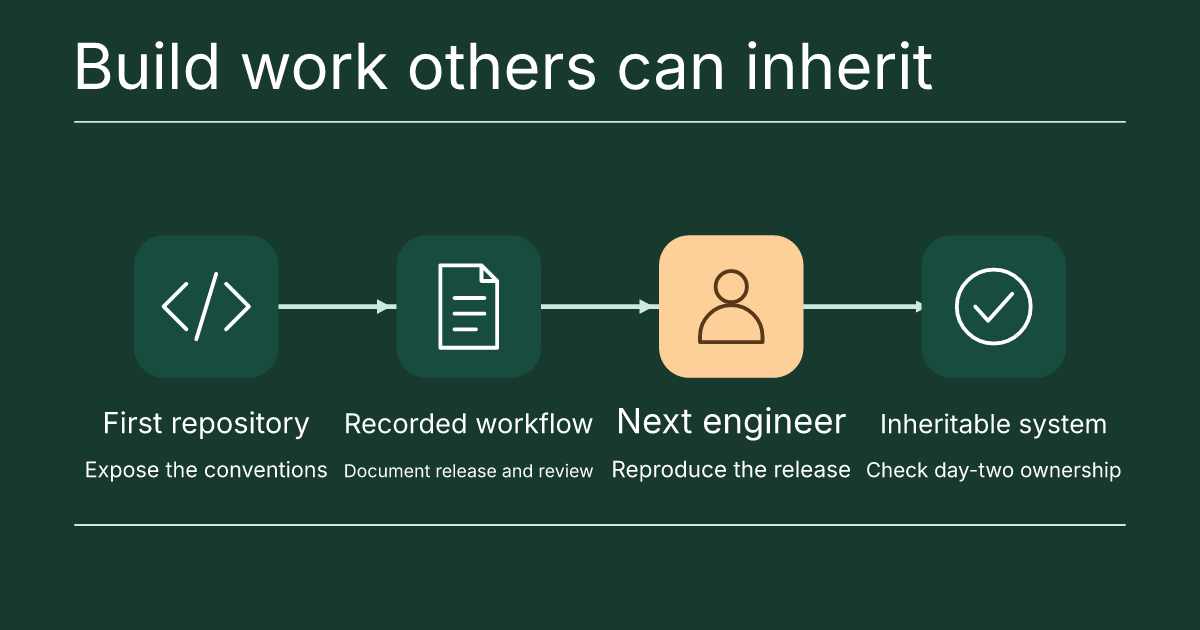 Build work others can inherit
First repository
Expose the conventions
Recorded workflow
Document release and review
Next engineer
Reproduce the release
Inheritable system
Check day-two ownership